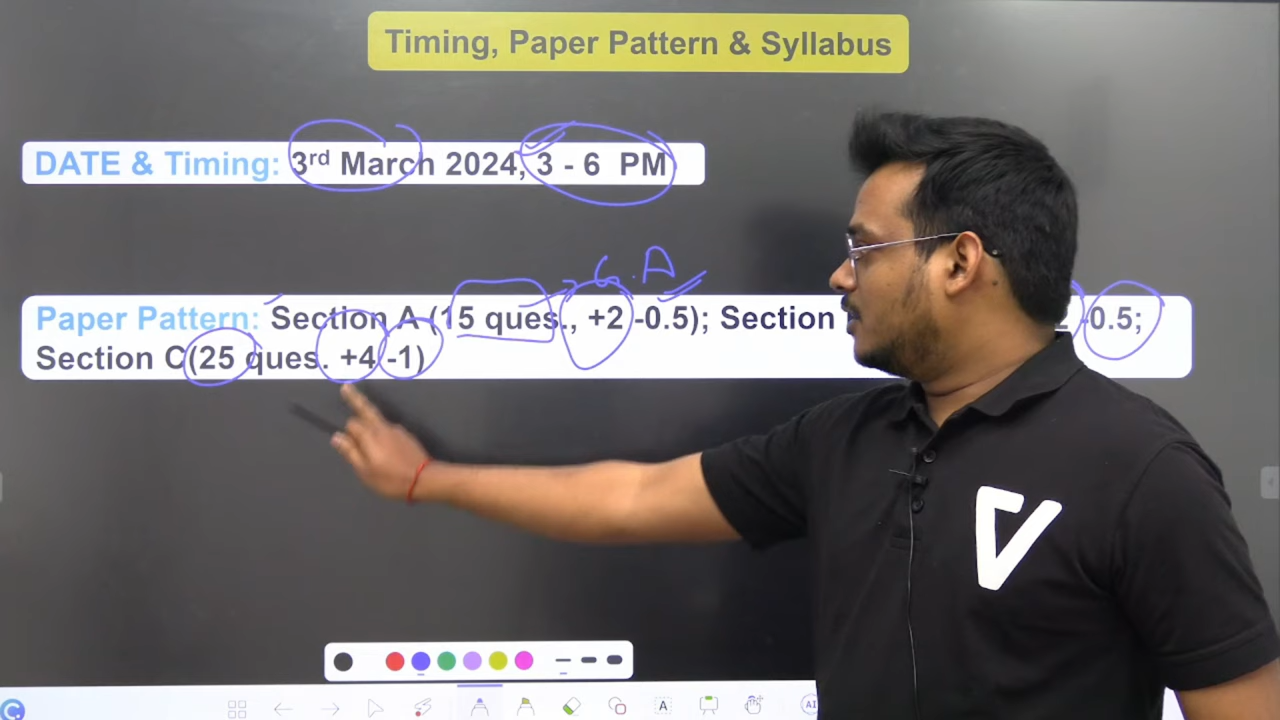 Timing, Paper Pattern & Syllabus
DATE & Timing: 3rd March 2024, 3 - 6 PM
G.A
Paper Pattern: Section A (15 ques., +2 -0.5); Section -0.5;
Section C(25 ques. +4 -1)
A
AI